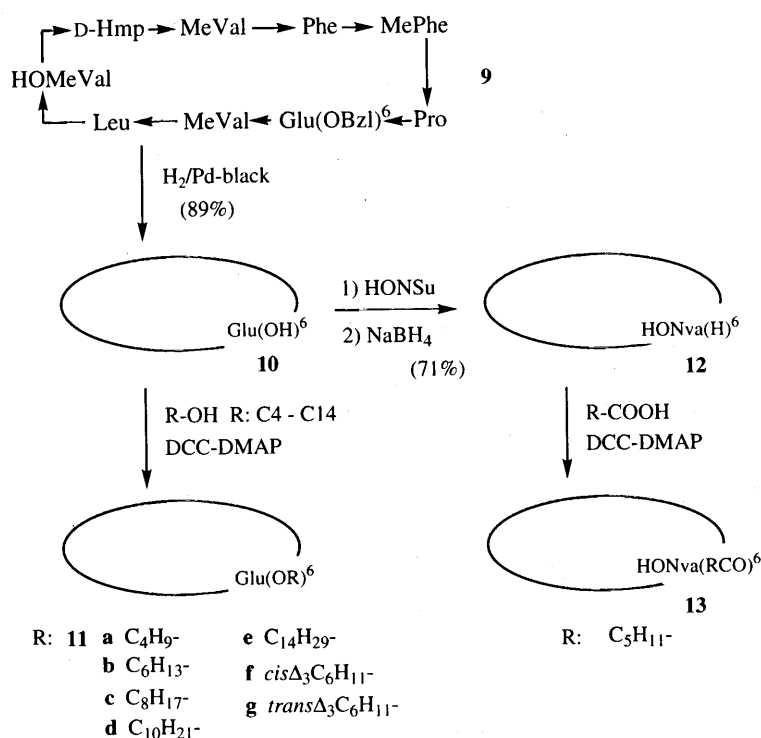 D-Hmp → MeVal → Phe → MePhe
HOMeVal
9
Leu ← MeVal ← Glu(OBzl)⁶ ← Pro
H₂/Pd-black
(89%)
1) HONSu
2) NaBH₄
(71%)
Glu(OH)⁶
10
HONva(H)⁶
12
R-OH R: C4 - C14
DCC-DMAP
R-COOH
DCC-DMAP
Glu(OR)⁶
HONva(RCO)⁶
13
R: 11 a C₄H₉- e C₁₄H₂₉- R: C₅H₁₁-
b C₆H₁₃- f cisΔ₃C₆H₁₁-
c C₈H₁₇- g transΔ₃C₆H₁₁-
d C₁₀H₂₁-